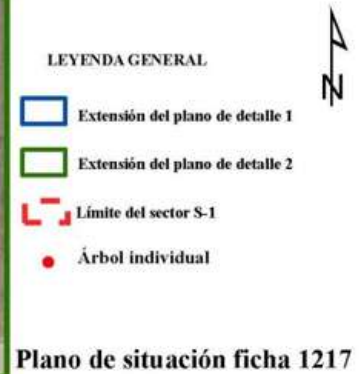 LEYENDA GENERAL
N
Extensión del plano de detalle 1
Extensión del plano de detalle 2
Límite del sector S-1
Árbol individual
Plano de situación ficha 1217